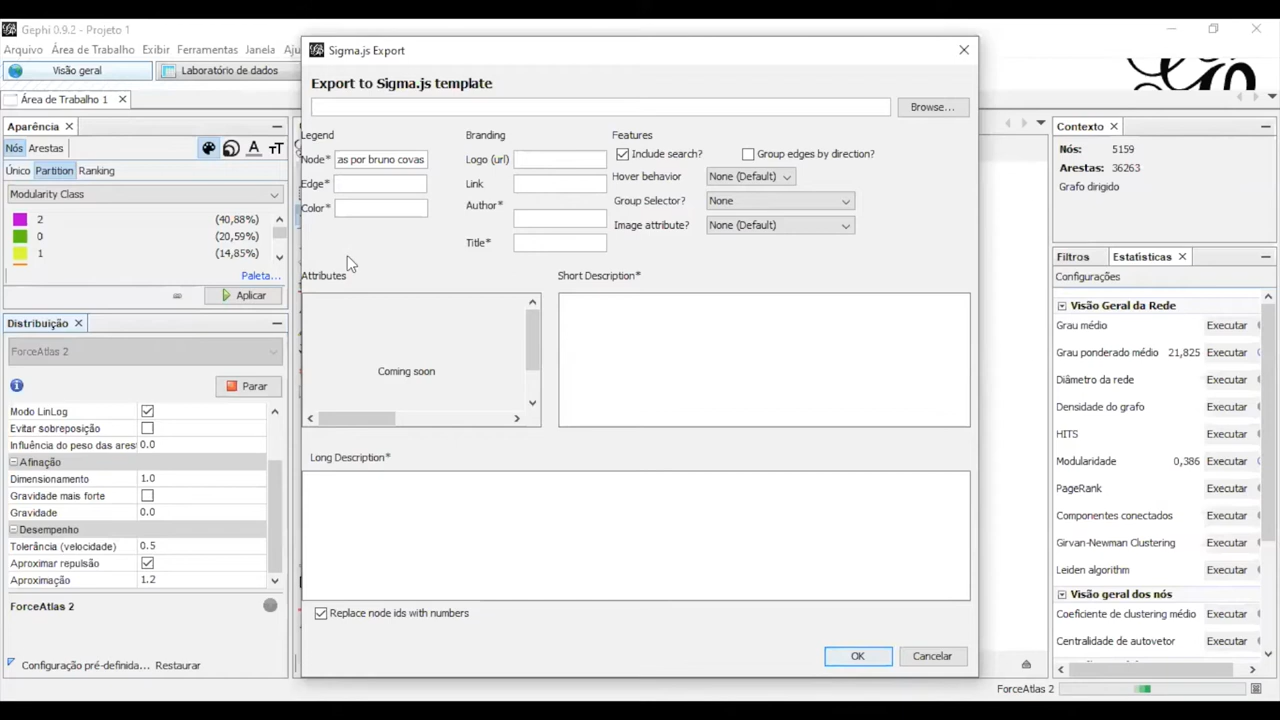 Gephi 0.9.2 - Projeto 1
Arquivo Área de Trabalho Exibir Ferramentas Janela Aju
Visão geral
Laboratório de dados
Área de Trabalho 1
Aparência
Nós Arestas
Único Partition Ranking
Modularity Class
2 (40,88%)
0 (20,59%)
1 (14,85%)
Paleta...
Aplicar
Distribuição
ForceAtlas 2
Parar
Modo LinLog
Evitar sobreposição
Influência do peso das arest 0.0
Afinação
Dimensionamento 1.0
Gravidade mais forte
Gravidade 0.0
Desempenho
Tolerância (velocidade) 0.5
Aproximar repulsão
Aproximação 1.2
ForceAtlas 2
Configuração pré-definida... Restaurar
Sigma.js Export
Export to Sigma.js template
Browse...
Legend
Node* as por bruno covas
Edge*
Color*
Branding
Logo (url)
Link
Author*
Title*
Features
Include search? Group edges by direction?
Hover behavior None (Default)
Group Selector? None
Image attribute? None (Default)
Attributes
Coming soon
Short Description*
Long Description*
Replace node ids with numbers
OK Cancelar
Contexto
Nós: 5159
Arestas: 36263
Grafo dirigido
Filtros Estatísticas
Configurações
Visão Geral da Rede
Grau médio Executar
Grau ponderado médio 21,825 Executar
Diâmetro da rede Executar
Densidade do grafo Executar
HITS Executar
Modularidade 0,386 Executar
PageRank Executar
Componentes conectados Executar
Girvan-Newman Clustering Executar
Leiden algorithm Executar
Visão geral dos nós
Coeficiente de clustering médio Executar
Centralidade de autovetor Executar
ForceAtlas 2